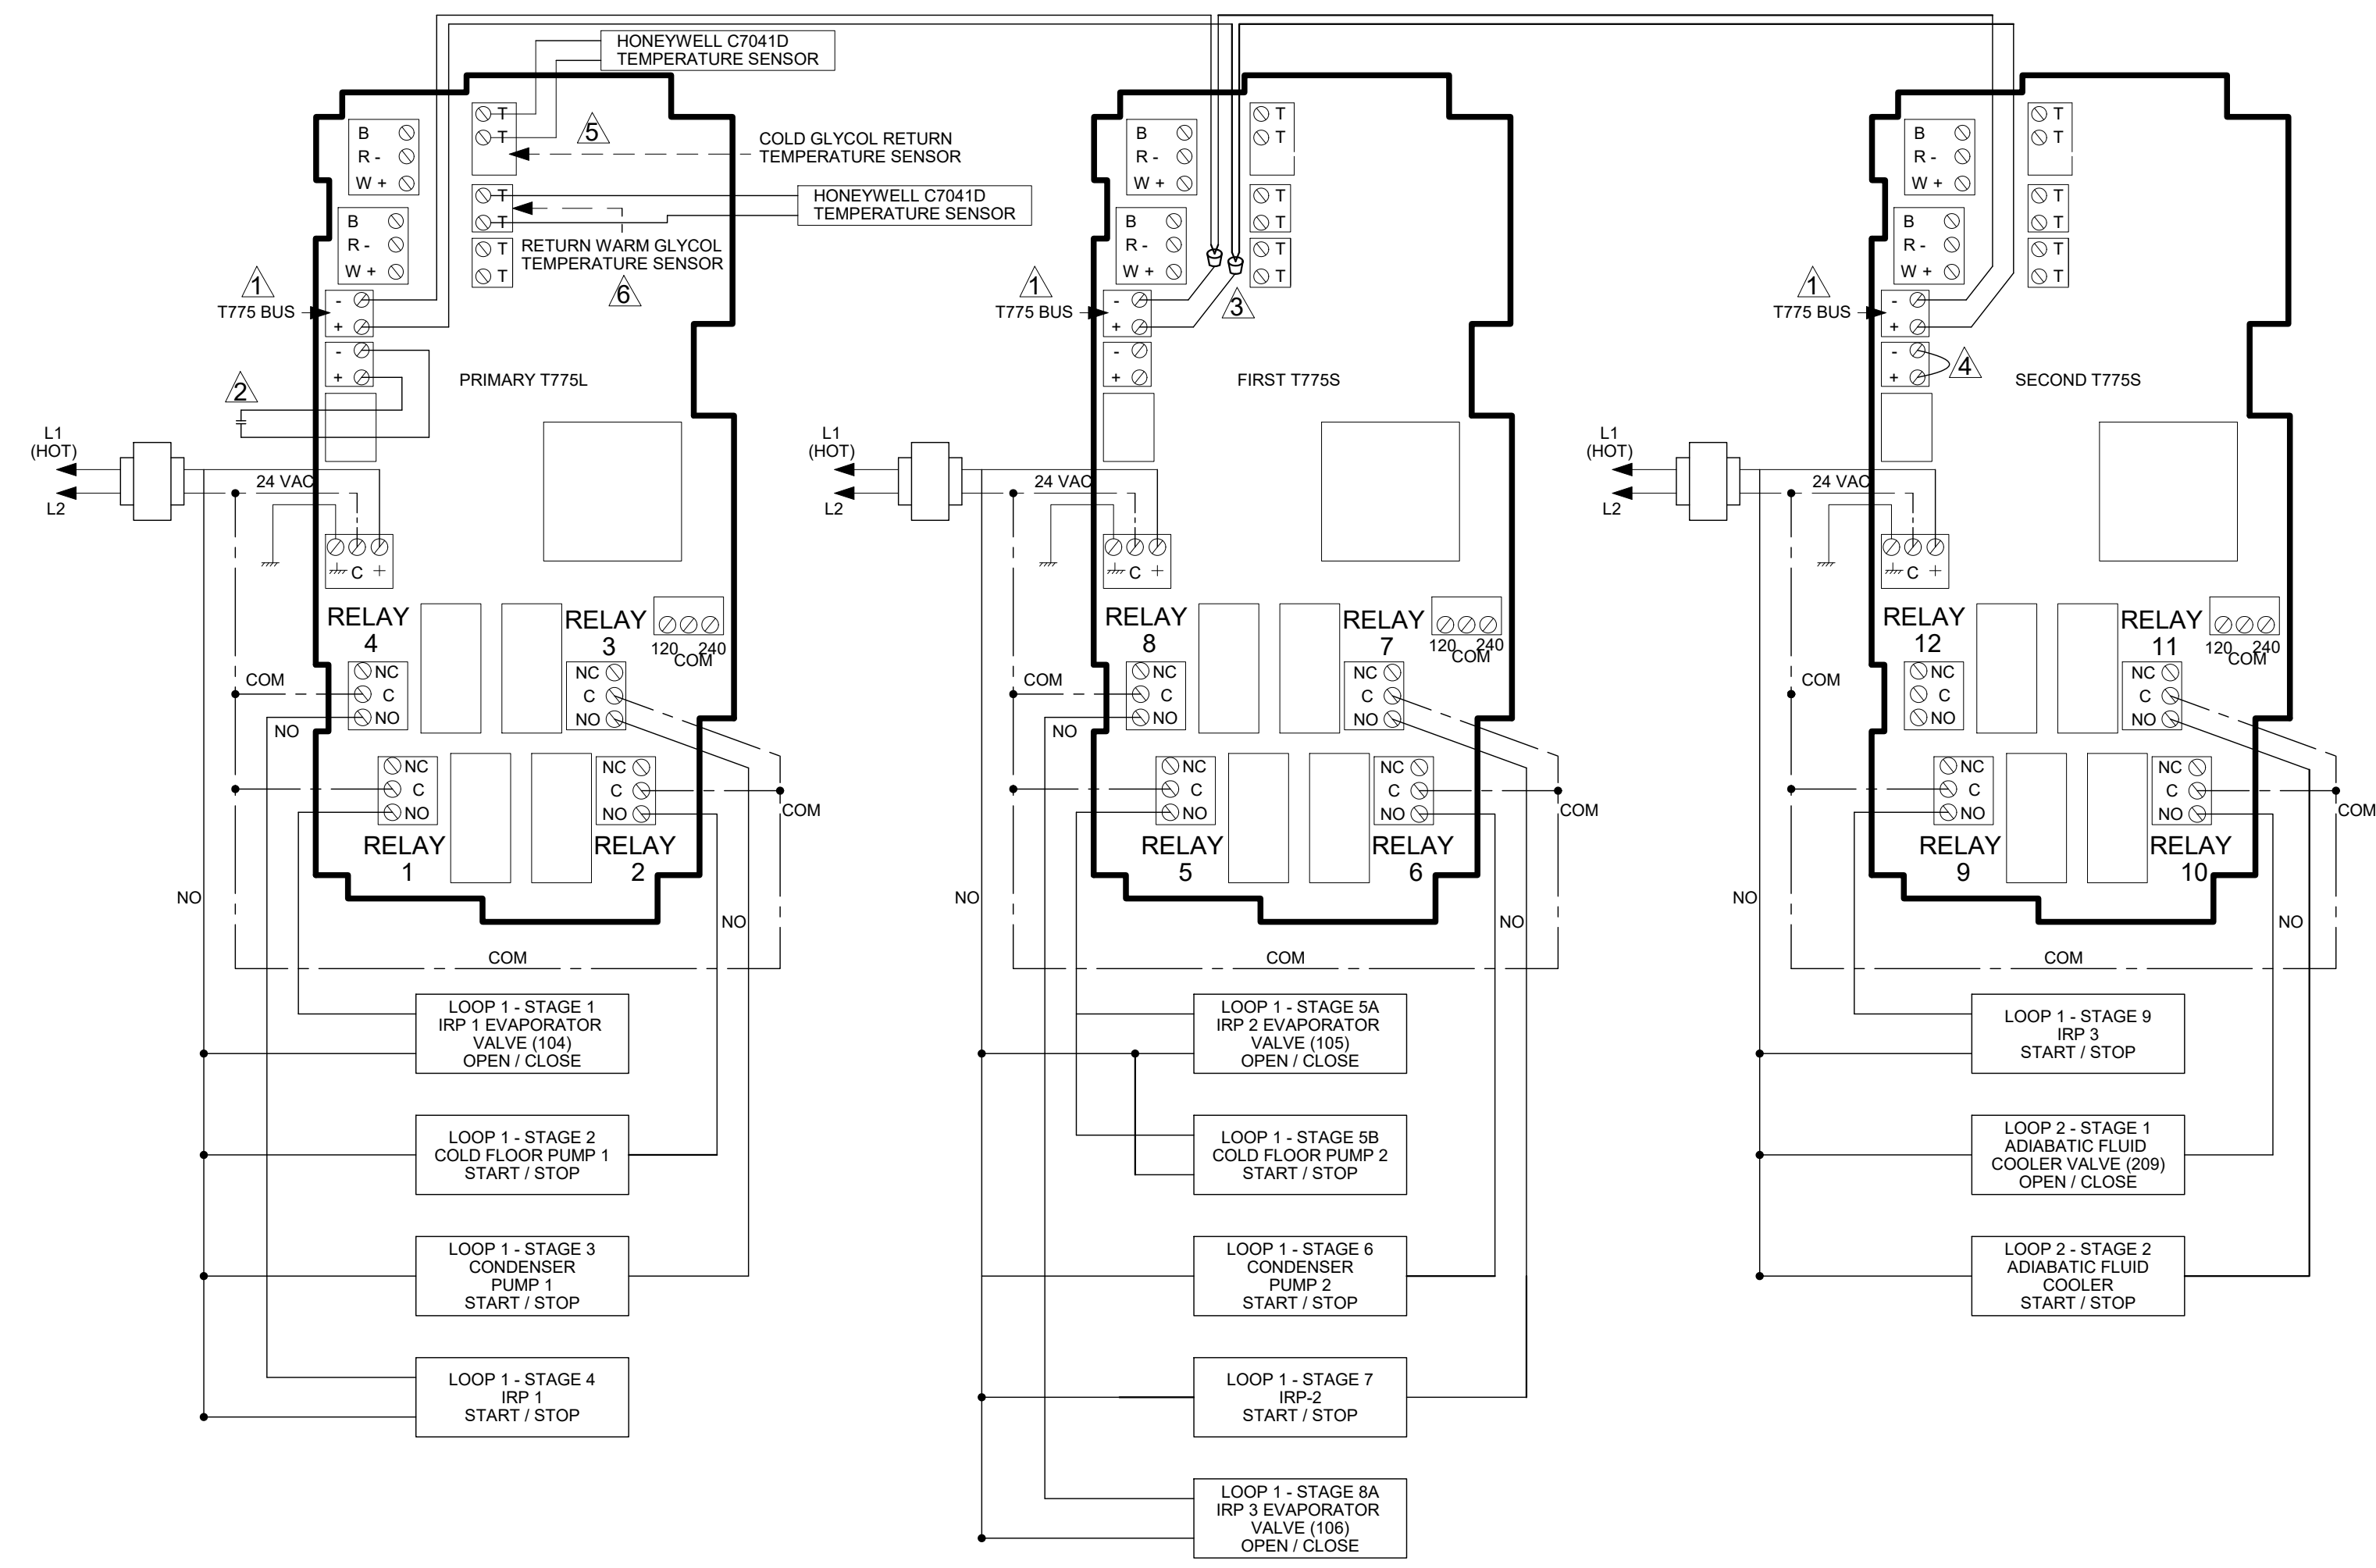 HONEYWELL C7041D
TEMPERATURE SENSOR
T
T
5
COLD GLYCOL RETURN
TEMPERATURE SENSOR
B
R -
W +
T
T
HONEYWELL C7041D
TEMPERATURE SENSOR
B
R -
W +
T
T
RETURN WARM GLYCOL
TEMPERATURE SENSOR
6
1
T775 BUS
-
+
-
+
2
PRIMARY T775L
L1
(HOT)
L2
24 VAC
C +
RELAY
4
RELAY
3
120
COM
240
COM
NC
C
NO
NO
NC
C
NO
NC
C
NO
NC
C
NO
COM
RELAY
1
RELAY
2
NO
NO
COM
LOOP 1 - STAGE 1
IRP 1 EVAPORATOR
VALVE (104)
OPEN / CLOSE
LOOP 1 - STAGE 2
COLD FLOOR PUMP 1
START / STOP
LOOP 1 - STAGE 3
CONDENSER
PUMP 1
START / STOP
LOOP 1 - STAGE 4
IRP 1
START / STOP
T
T
B
R -
W +
T
T
B
R -
W +
T
T
1
T775 BUS
-
+
3
-
+
FIRST T775S
L1
(HOT)
L2
24 VAC
C +
RELAY
8
RELAY
7
120
COM
240
COM
NC
C
NO
NO
NC
C
NO
NC
C
NO
NC
C
NO
COM
RELAY
5
RELAY
6
NO
NO
COM
LOOP 1 - STAGE 5A
IRP 2 EVAPORATOR
VALVE (105)
OPEN / CLOSE
LOOP 1 - STAGE 5B
COLD FLOOR PUMP 2
START / STOP
LOOP 1 - STAGE 6
CONDENSER
PUMP 2
START / STOP
LOOP 1 - STAGE 7
IRP-2
START / STOP
LOOP 1 - STAGE 8A
IRP 3 EVAPORATOR
VALVE (106)
OPEN / CLOSE
T
T
B
R -
W +
T
T
B
R -
W +
T
T
1
T775 BUS
-
+
-
+
4
SECOND T775S
L1
(HOT)
L2
24 VAC
C +
RELAY
12
RELAY
11
120
COM
240
COM
NC
C
NO
NC
C
NO
NC
C
NO
NC
C
NO
COM
RELAY
9
RELAY
10
NO
NO
COM
LOOP 1 - STAGE 9
IRP 3
START / STOP
LOOP 2 - STAGE 1
ADIABATIC FLUID
COOLER VALVE (209)
OPEN / CLOSE
LOOP 2 - STAGE 2
ADIABATIC FLUID
COOLER
START / STOP